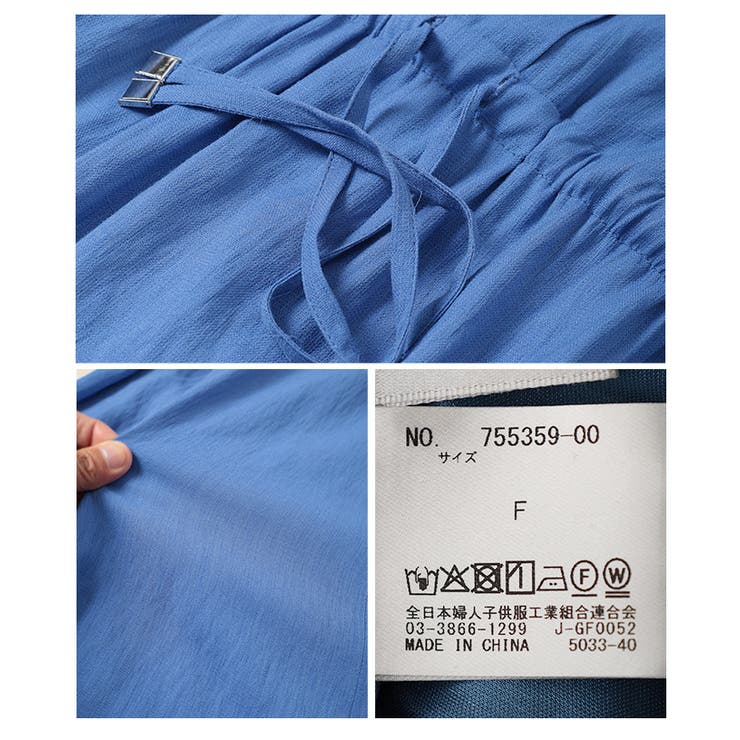 NO. 755359-00
サイズ
F
全日本婦人子供服工業組合連合会
03-3866-1299 J-GF0052
MADE IN CHINA 5033-40